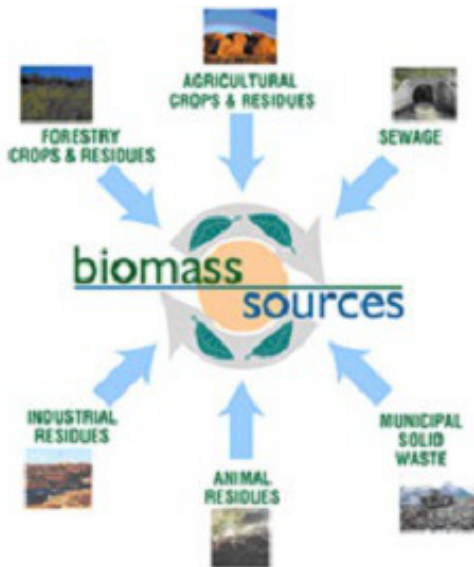 AGRICULTURAL
CROPS & RESIDUES
FORESTRY
CROPS & RESIDUES
SEWAGE
biomass
sources
INDUSTRIAL
RESIDUES
ANIMAL
RESIDUES
MUNICIPAL
SOLID
WASTE